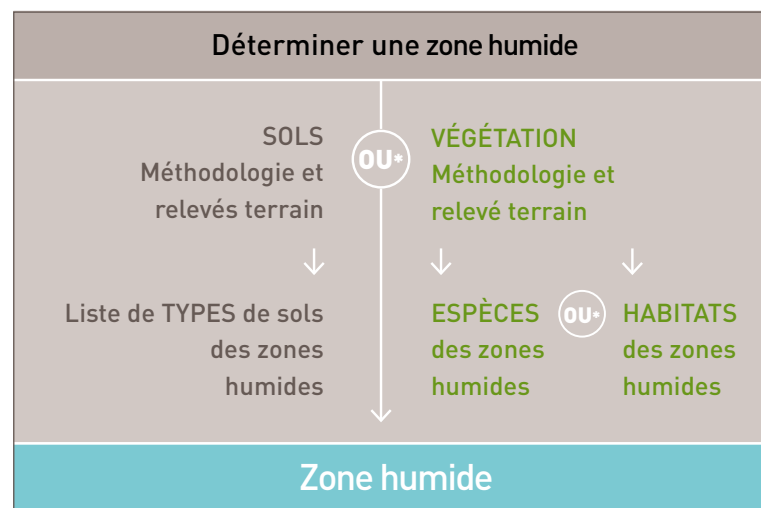 Déterminer une zone humide
SOLS
Méthodologie et
relevés terrain
OU*
VÉGÉTATION
Méthodologie et
relevé terrain
Liste de TYPES de sols
des zones
humides
ESPÈCES
des zones
humides
OU*
HABITATS
des zones
humides
Zone humide